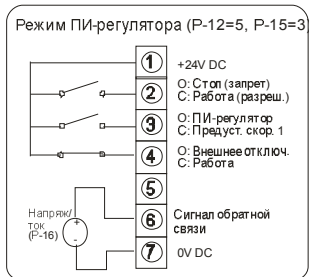 Режим ПИ-регулятора (P-12=5, P-15=3)
1
+24V DC
2
О: Стоп (запрет)
С: Работа (разреш.)
3
О: ПИ-регулятор
С: Предуст. скор. 1
4
О: Внешнее отключ.
С: Работа
5
Напряж/
ток
(P-16)
+
-
6
Сигнал обратной
связи
7
0V DC